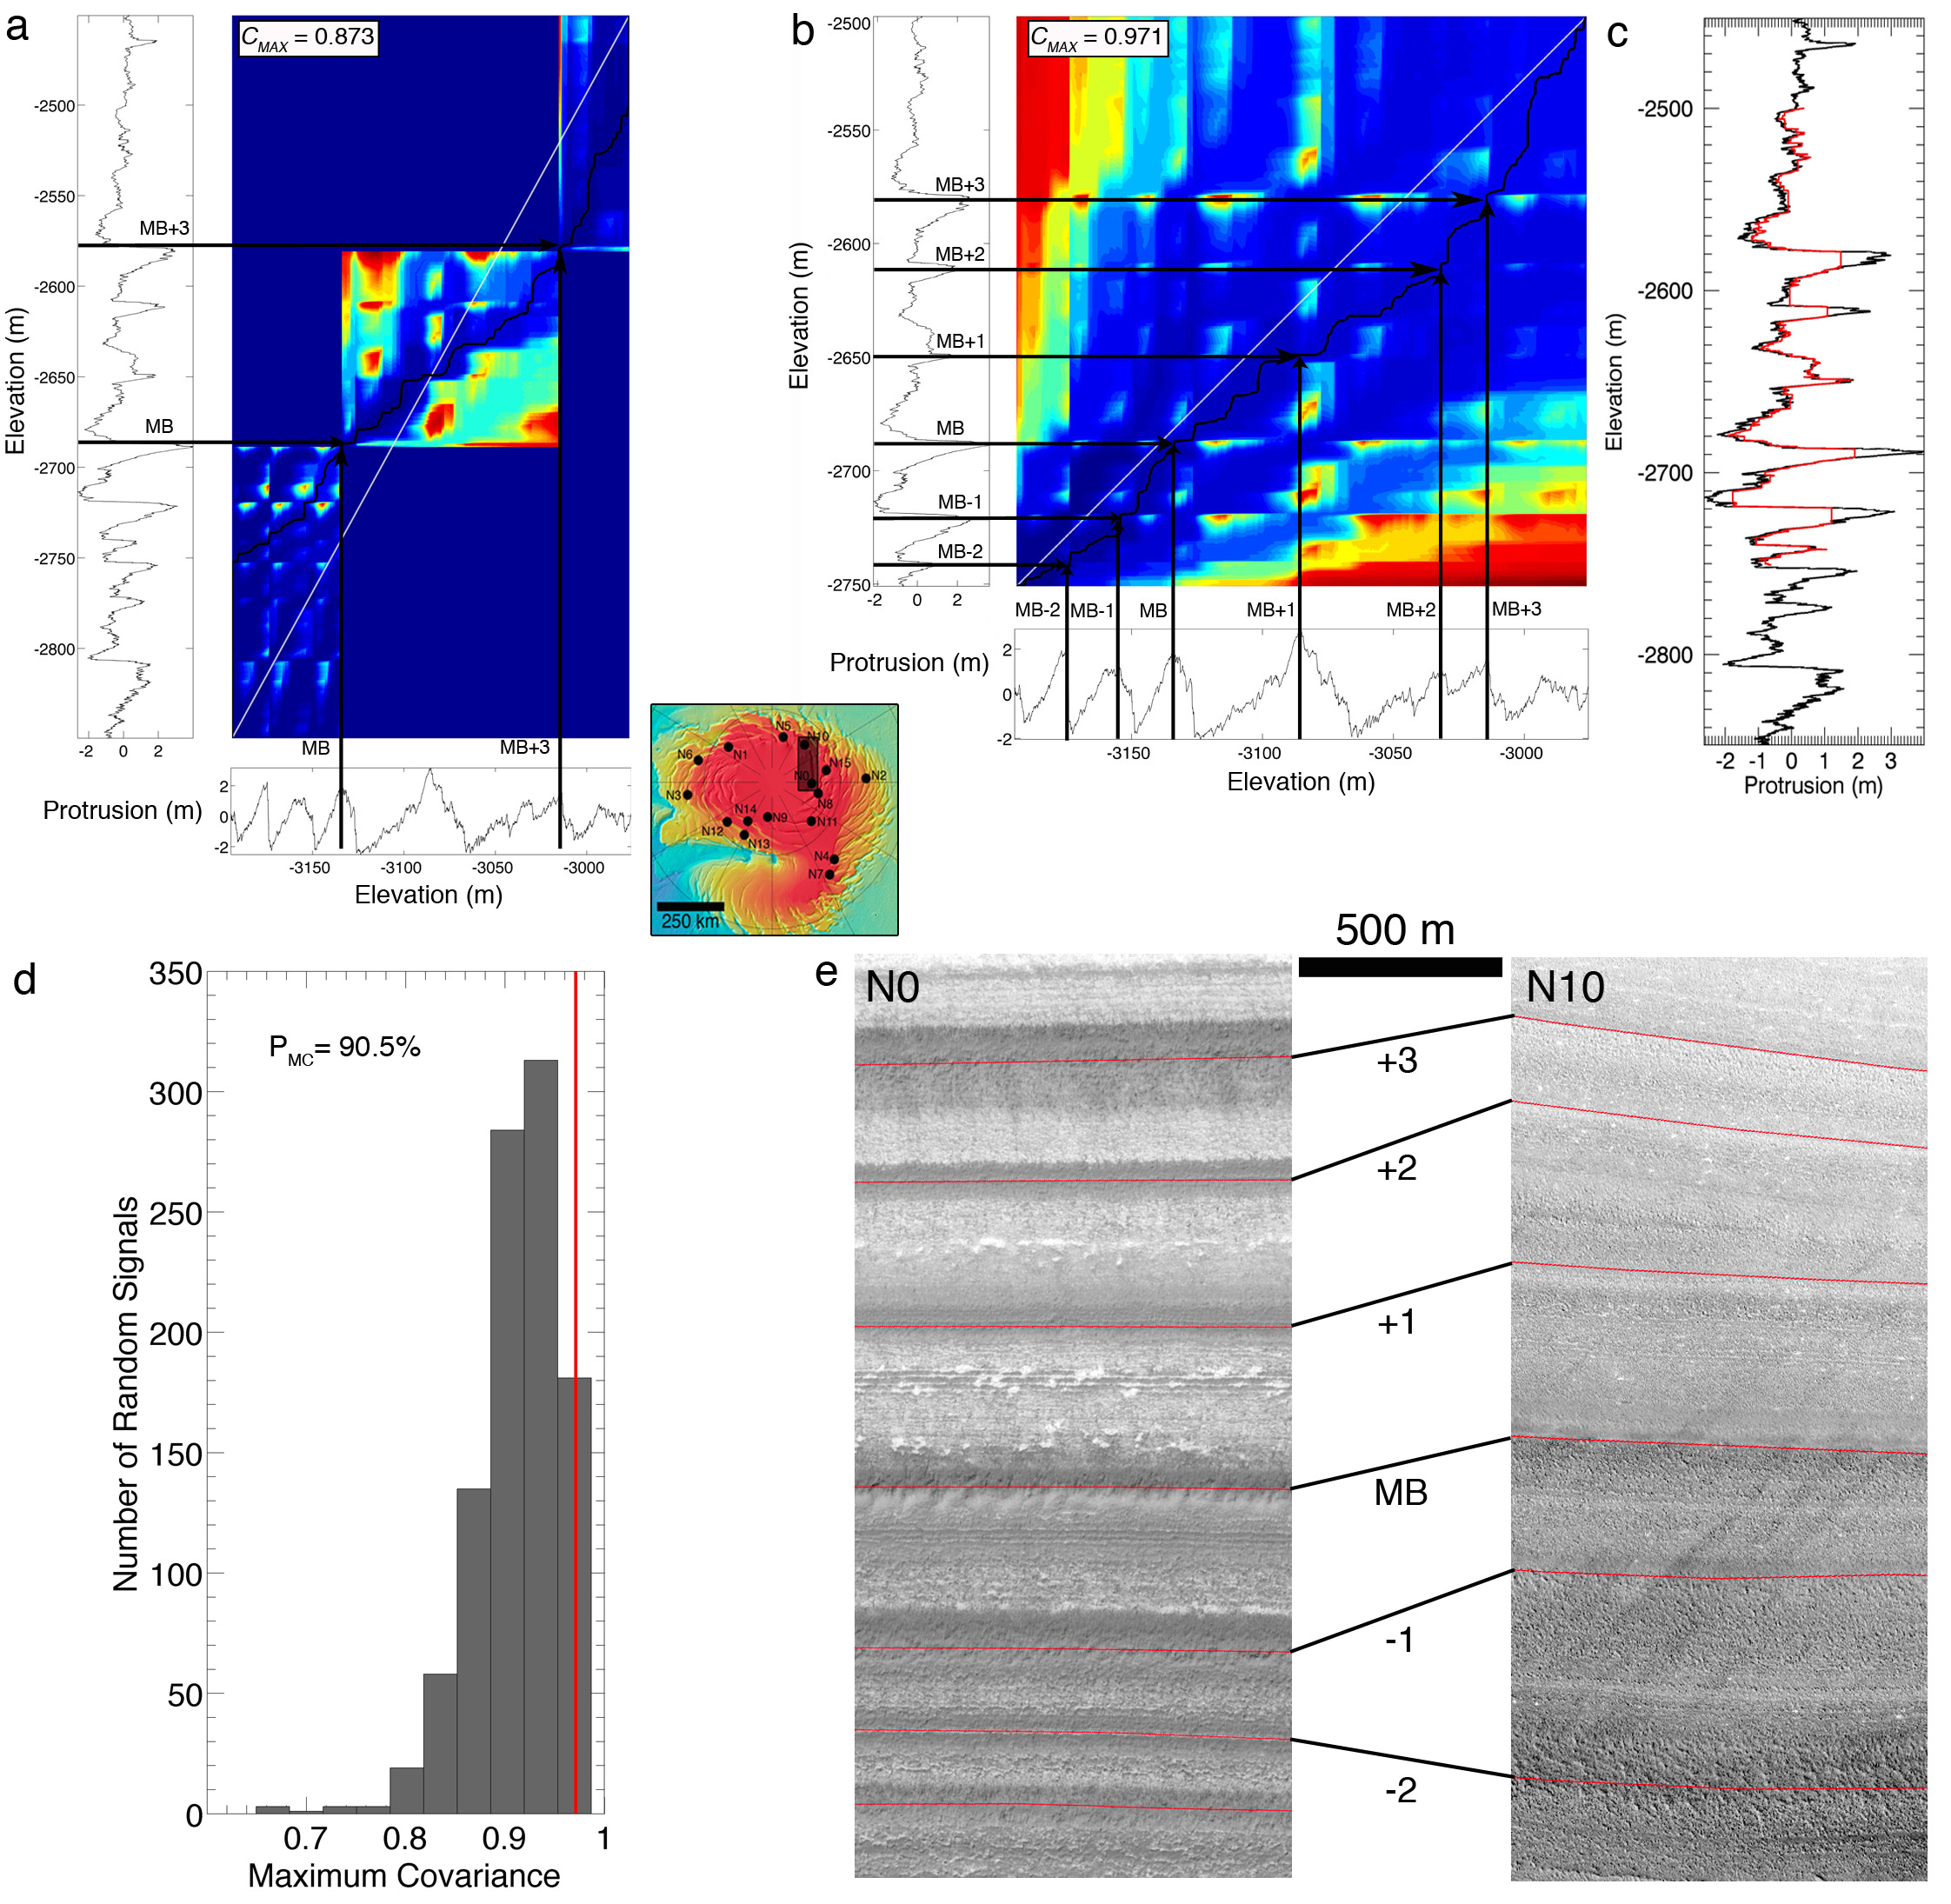 a
C_MAX = 0.873
-2500
-2550
MB+3
-2600
Elevation (m)
-2650
MB
-2700
-2750
-2800
-2 0 2
MB MB+3
Protrusion (m)
2
0
-2
-3150 -3100 -3050 -3000
Elevation (m)
b
C_MAX = 0.971
-2500
-2550
MB+3
-2600
MB+2
Elevation (m)
MB+1
-2650
MB
-2700
MB-1
MB-2
-2750
-2 0 2
MB-2 MB-1 MB MB+1 MB+2 MB+3
Protrusion (m)
2
0
-2
-3150 -3100 -3050 -3000
Elevation (m)
c
-2500
-2600
Elevation (m)
-2700
-2800
-2 -1 0 1 2 3
Protrusion (m)
N5
N10
N6
N1
N15
N0
N2
N3
N8
N14
N9
N12
N11
N13
N4
N7
250 km
d
350
300
250
200
150
100
50
0
P_MC= 90.5%
Number of Random Signals
0.7 0.8 0.9 1
Maximum Covariance
e
N0
500 m
N10
+3
+2
+1
MB
-1
-2